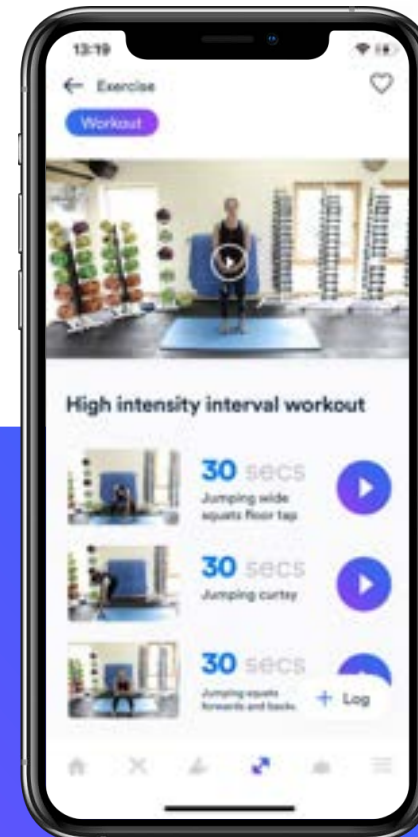 13:19
Exercise
Workout
High intensity interval workout
30 secs
Jumping wide
squats floor tap
30 secs
Jumping curtsy
30 secs
Jumping squats
forwards and backs
+ Log